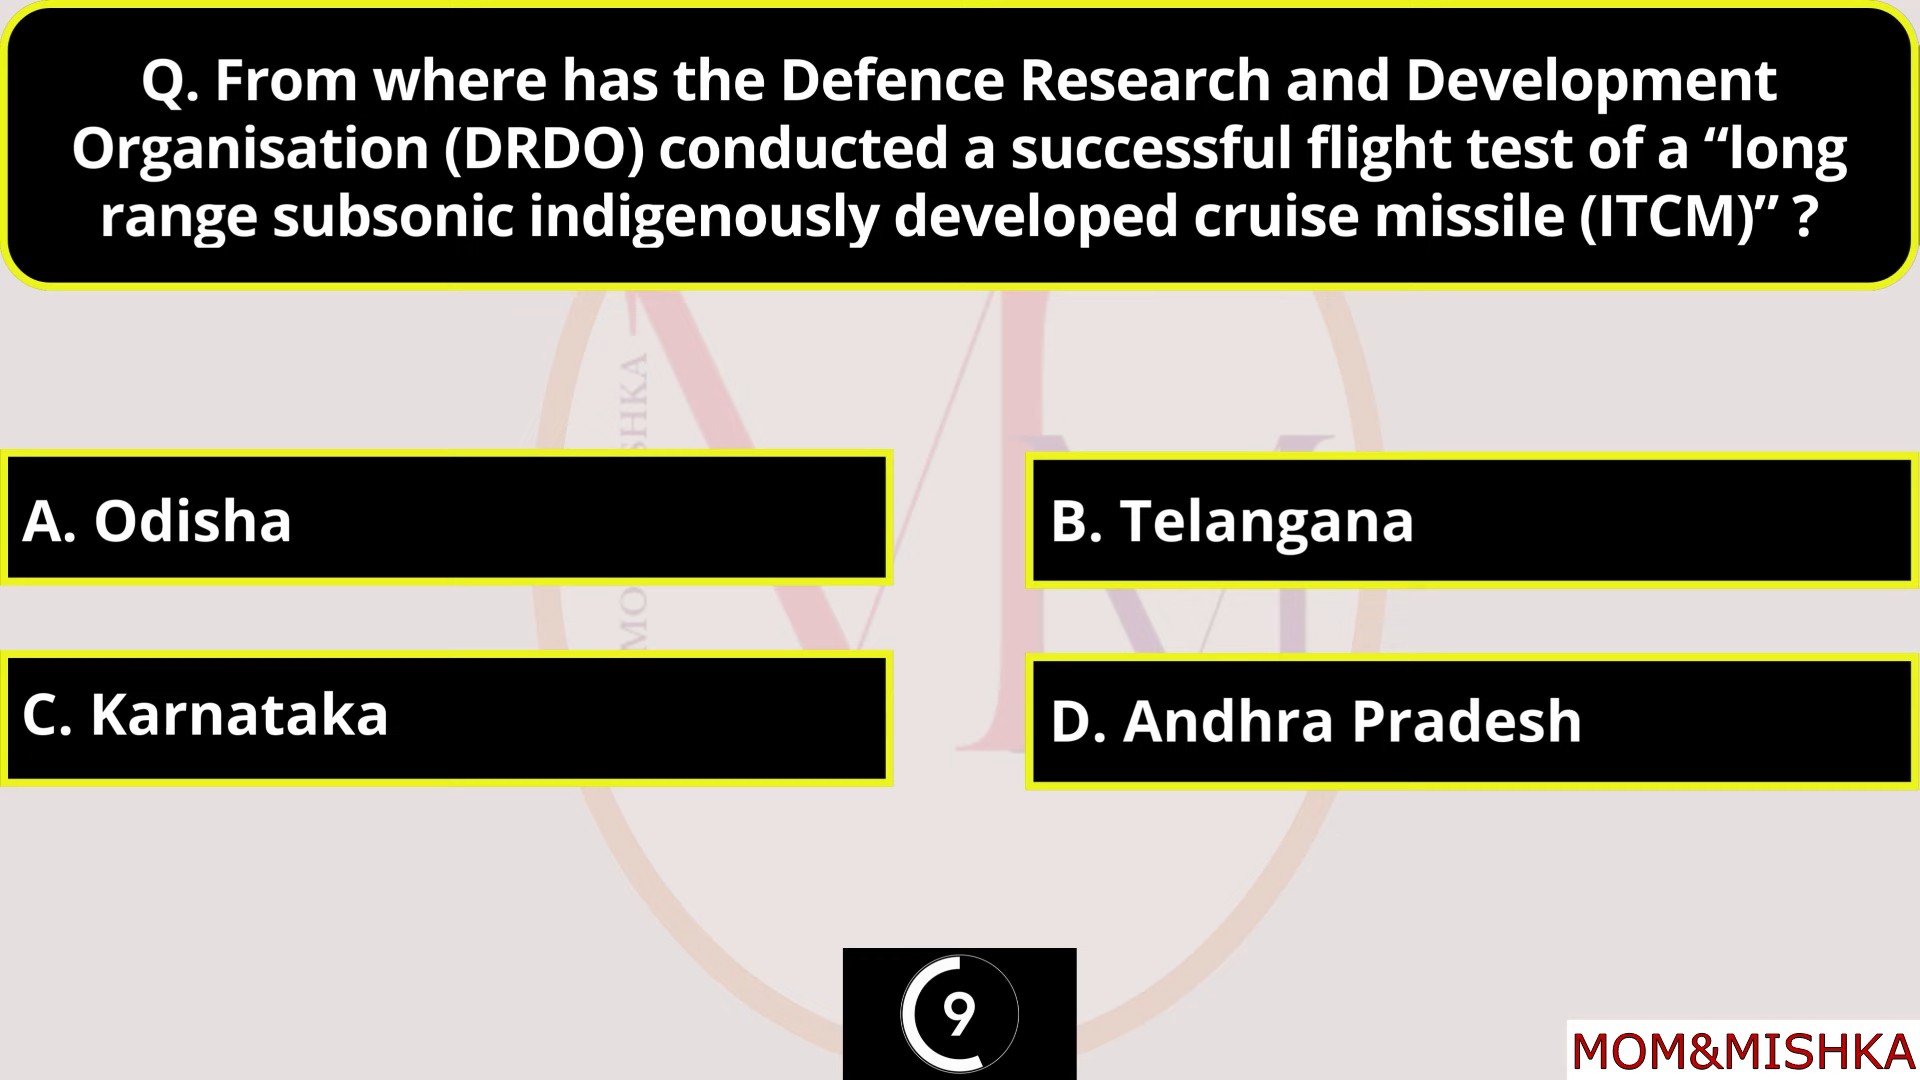 Q. From where has the Defence Research and Development
Organisation (DRDO) conducted a successful flight test of a “long
range subsonic indigenously developed cruise missile (ITCM)” ?
A. Odisha
B. Telangana
C. Karnataka
D. Andhra Pradesh
9
MOM&MISHKA